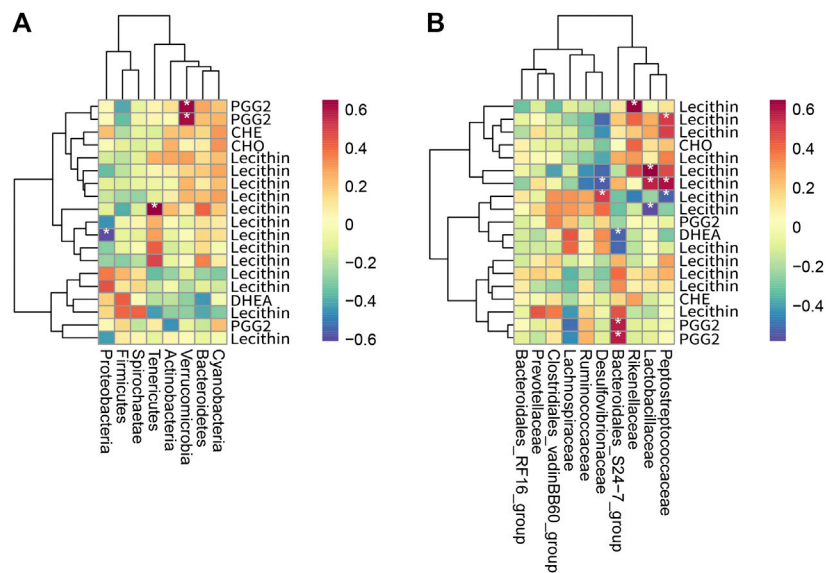 A
PGG2
PGG2
CHE
CHO
Lecithin
Lecithin
Lecithin
Lecithin
Lecithin
Lecithin
Lecithin
Lecithin
Lecithin
Lecithin
Lecithin
DHEA
Lecithin
PGG2
Lecithin
Proteobacteria
Firmicutes
Spirochaetae
Tenericutes
Actinobacteria
Verrucomicrobia
Bacteroidetes
Cyanobacteria
0.6
0.4
0.2
0
−0.2
−0.4
−0.6
*
*
*
*
B
Lecithin
Lecithin
Lecithin
CHO
Lecithin
Lecithin
Lecithin
Lecithin
Lecithin
PGG2
DHEA
Lecithin
Lecithin
Lecithin
Lecithin
CHE
Lecithin
PGG2
PGG2
Bacteroidales_RF16_group
Prevotellaceae
Clostridiales_vadinBB60_group
Lachnospiraceae
Ruminococcaceae
Desulfovibrionaceae
Bacteroidales_S24−7_group
Rikenellaceae
Lactobacillaceae
Peptostreptococcaceae
0.6
0.4
0.2
0
−0.2
−0.4
*
*
*
*
*
*
*
*
*
*
*
*